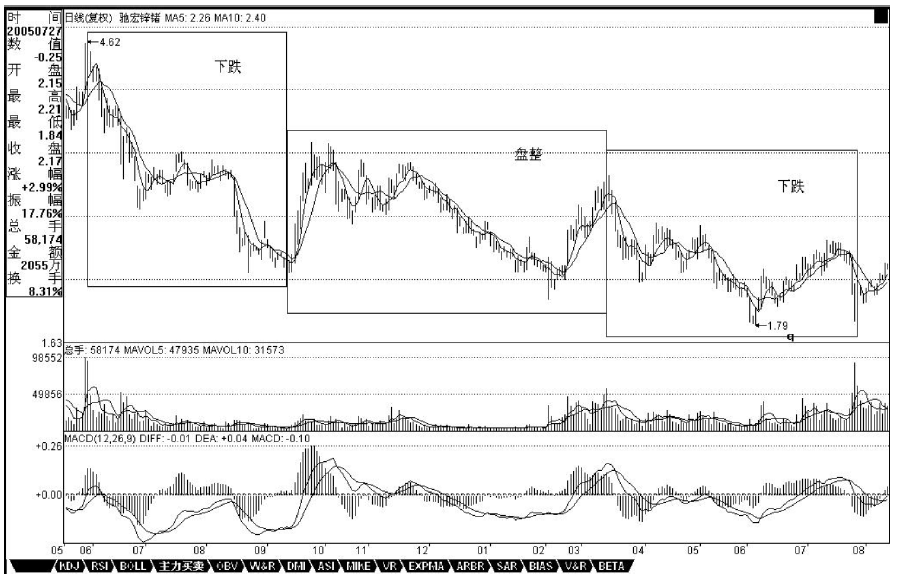 时 间
20050727
数 值
-0.25
开 盘
2.15
最 高
2.21
最 低
1.84
收 盘
2.17
涨 幅
+2.99%
振 幅
17.76%
总 手
58,174
金 额
2055万
换 手
8.31%
日线(复权) 驰宏锌锗 MA5: 2.26 MA10: 2.40
4.62
下跌
盘整
下跌
1.79
q
1.63
总手: 58174 MAVOL5: 47935 MAVOL10: 31573
98552
49856
MACD(12,26,9) DIFF: -0.01 DEA: +0.04 MACD: -0.10
+0.26
+0.00
05 06 07 08 09 10 11 12 01 02 03 04 05 06 07 08
KDJ RSI BOLL 主力买卖 OBV W&R DMI ASI MIKE VR EXPMA ARBR SAR BIAS V&R BETA